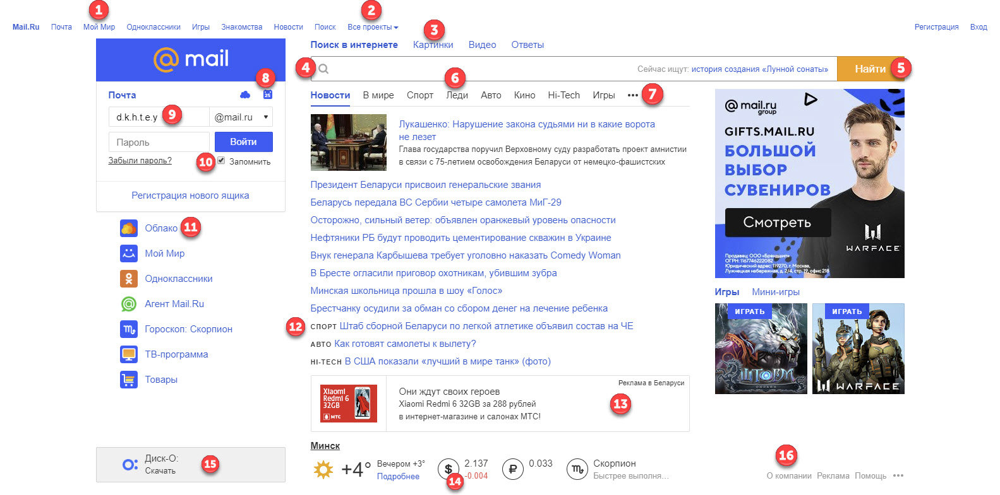 1
2
Mail.Ru Почта Мой Мир Одноклассники Игры Знакомства Новости Поиск Все проекты Регистрация Вход
3
Поиск в интернете Картинки Видео Ответы
@mail
4
Сейчас ищут: история создания «Лунной сонаты» Найти 5
8
6
Почта 25
Новости В мире Спорт Леди Авто Кино Hi-Tech Игры ••• 7
d.k.h.t.e.y 9 @mail.ru
Пароль Войти
Забыли пароль? 10 Запомнить
Регистрация нового ящика
Облако 11
Мой Мир
Одноклассники
Агент Mail.Ru
Гороскоп: Скорпион
ТВ-программа
Товары
Диск-О:
Скачать
15
Лукашенко: Нарушение закона судьями ни в какие ворота
не лезет
Глава государства поручил Верховному суду разработать проект амнистии
в связи с 75-летием освобождения Беларуси от немецко-фашистских
Президент Беларуси присвоил генеральские звания
Беларусь передала ВС Сербии четыре самолета МиГ-29
Осторожно, сильный ветер: объявлен оранжевый уровень опасности
Нефтяники РБ будут проводить цементирование скважин в Украине
Внук генерала Карбышева требует уголовно наказать Comedy Woman
В Бресте огласили приговор охотникам, убившим зубра
Минская школьница прошла в шоу «Голос»
Брестчанку осудили за обман со сбором денег на лечение ребенка
12 СПОРТ Штаб сборной Беларуси по легкой атлетике объявил состав на ЧЕ
АВТО Как готовят самолеты к вылету?
HI-TECH В США показали «лучший в мире танк» (фото)
Реклама в Беларуси
Xiaomi
Redmi 6
32GB
МТС
Они ждут своих героев
Xiaomi Redmi 6 32GB за 288 рублей
в интернет-магазине и салонах МТС!
13
Минск
+4° Вечером +3° $ 2.137 ₽ 0.033 Скорпион
Подробнее 14 -0.004 Быстрее выполня...
@mail.ru
group
GIFTS.MAIL.RU
БОЛЬШОЙ
ВЫБОР
СУВЕНИРОВ
Смотреть
WARFACE
Продавец: ООО «Брендшип»
ОГРН: 1167746222082
Юридический адрес: 119270, г. Москва,
Лужнецкая набережная, д. 2/4, стр. 19, офис 218
Игры Мини-игры
ИГРАТЬ ИГРАТЬ
ШТОРМ
ОНЛАЙН
WARFACE
16
О компании Реклама Помощь •••